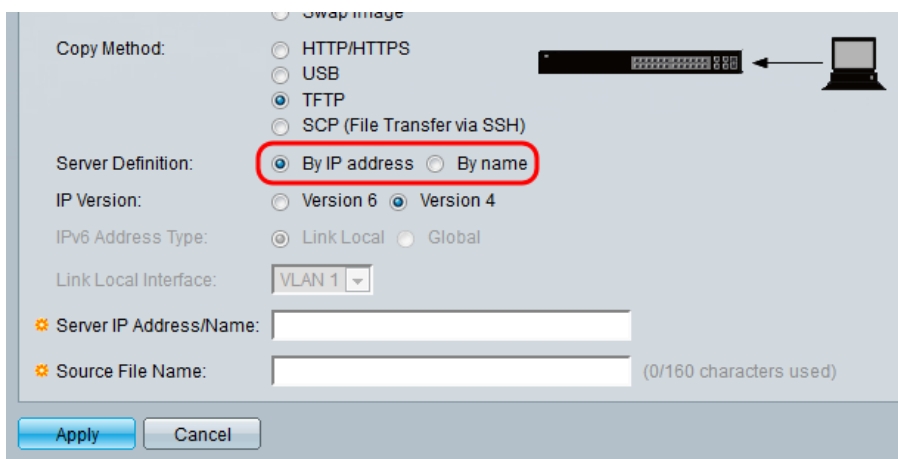 Swap Image
Copy Method: HTTP/HTTPS
USB
TFTP
SCP (File Transfer via SSH)
Server Definition: By IP address By name
IP Version: Version 6 Version 4
IPv6 Address Type: Link Local Global
Link Local Interface: VLAN 1
Server IP Address/Name:
Source File Name: (0/160 characters used)
Apply Cancel